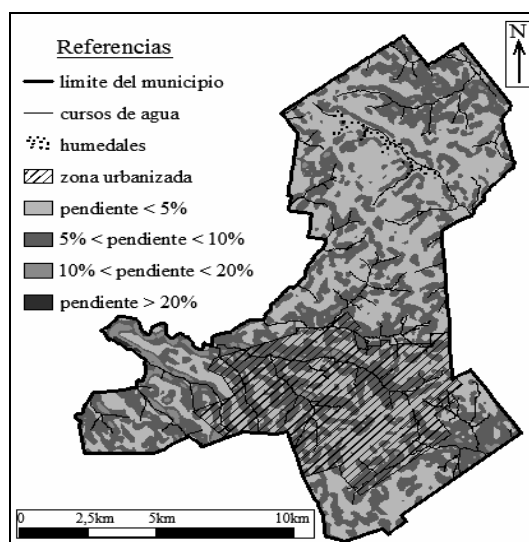 Referencias
N
limite del municipio
cursos de agua
humedales
zona urbanizada
pendiente < 5%
5% < pendiente < 10%
10% < pendiente < 20%
pendiente > 20%
0 2,5km 5km 10km